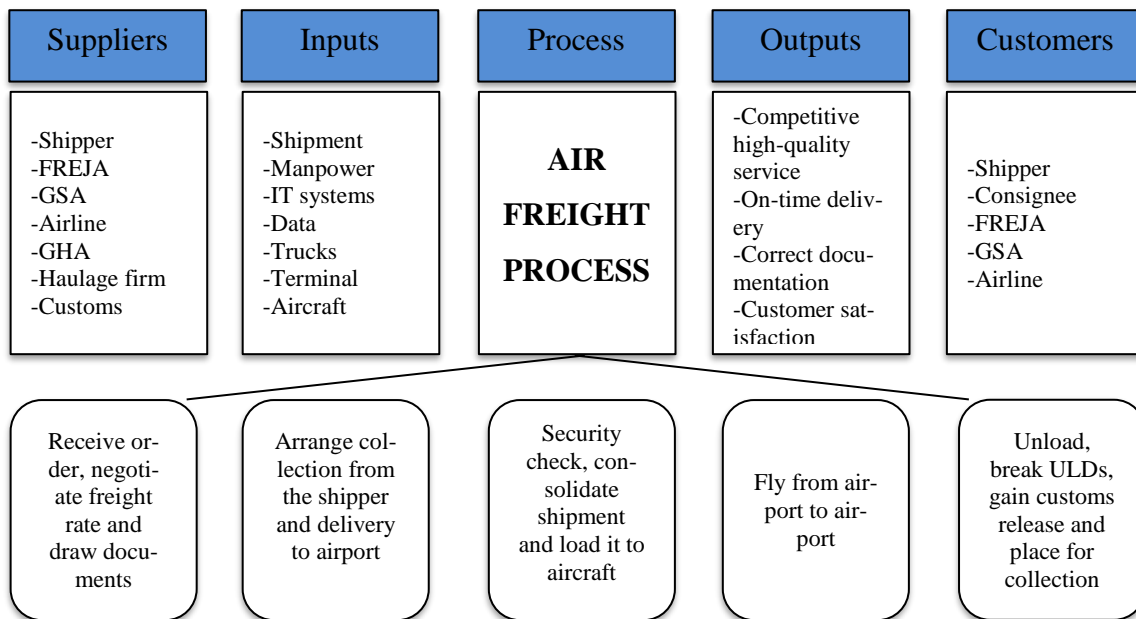 Suppliers
Inputs
Process
Outputs
Customers
-Shipper
-FREJA
-GSA
-Airline
-GHA
-Haulage firm
-Customs
-Shipment
-Manpower
-IT systems
-Data
-Trucks
-Terminal
-Aircraft
AIR
FREIGHT
PROCESS
-Competitive
high-quality
service
-On-time deliv-
ery
-Correct docu-
mentation
-Customer sat-
isfaction
-Shipper
-Consignee
-FREJA
-GSA
-Airline
Receive or-
der, negoti-
ate freight
rate and
draw docu-
ments
Arrange col-
lection from
the shipper
and delivery
to airport
Security
check, con-
solidate
shipment
and load it to
aircraft
Fly from air-
port to air-
port
Unload,
break ULDs,
gain customs
release and
place for
collection